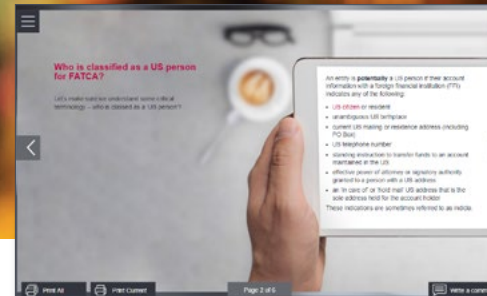 Who is classified as a US person
for FATCA?
Let's make sure we understand some critical
terminology – who is classed as a US person?
An entity is potentially a US person if their account
information with a foreign financial institution (FFI)
indicates any of the following:
• US citizen or resident
• unambiguous US birthplace
• current US mailing or residence address (including
PO Box)
• US telephone number
• standing instruction to transfer funds to an account
maintained in the US
• effective power of attorney or signatory authority
granted to a person with a US address
• an 'in care of' or 'hold mail' US address that is the
sole address held for the account holder
These indications are sometimes referred to as indicia.
Print All
Print Current
Page 2 of 6
Write a comm